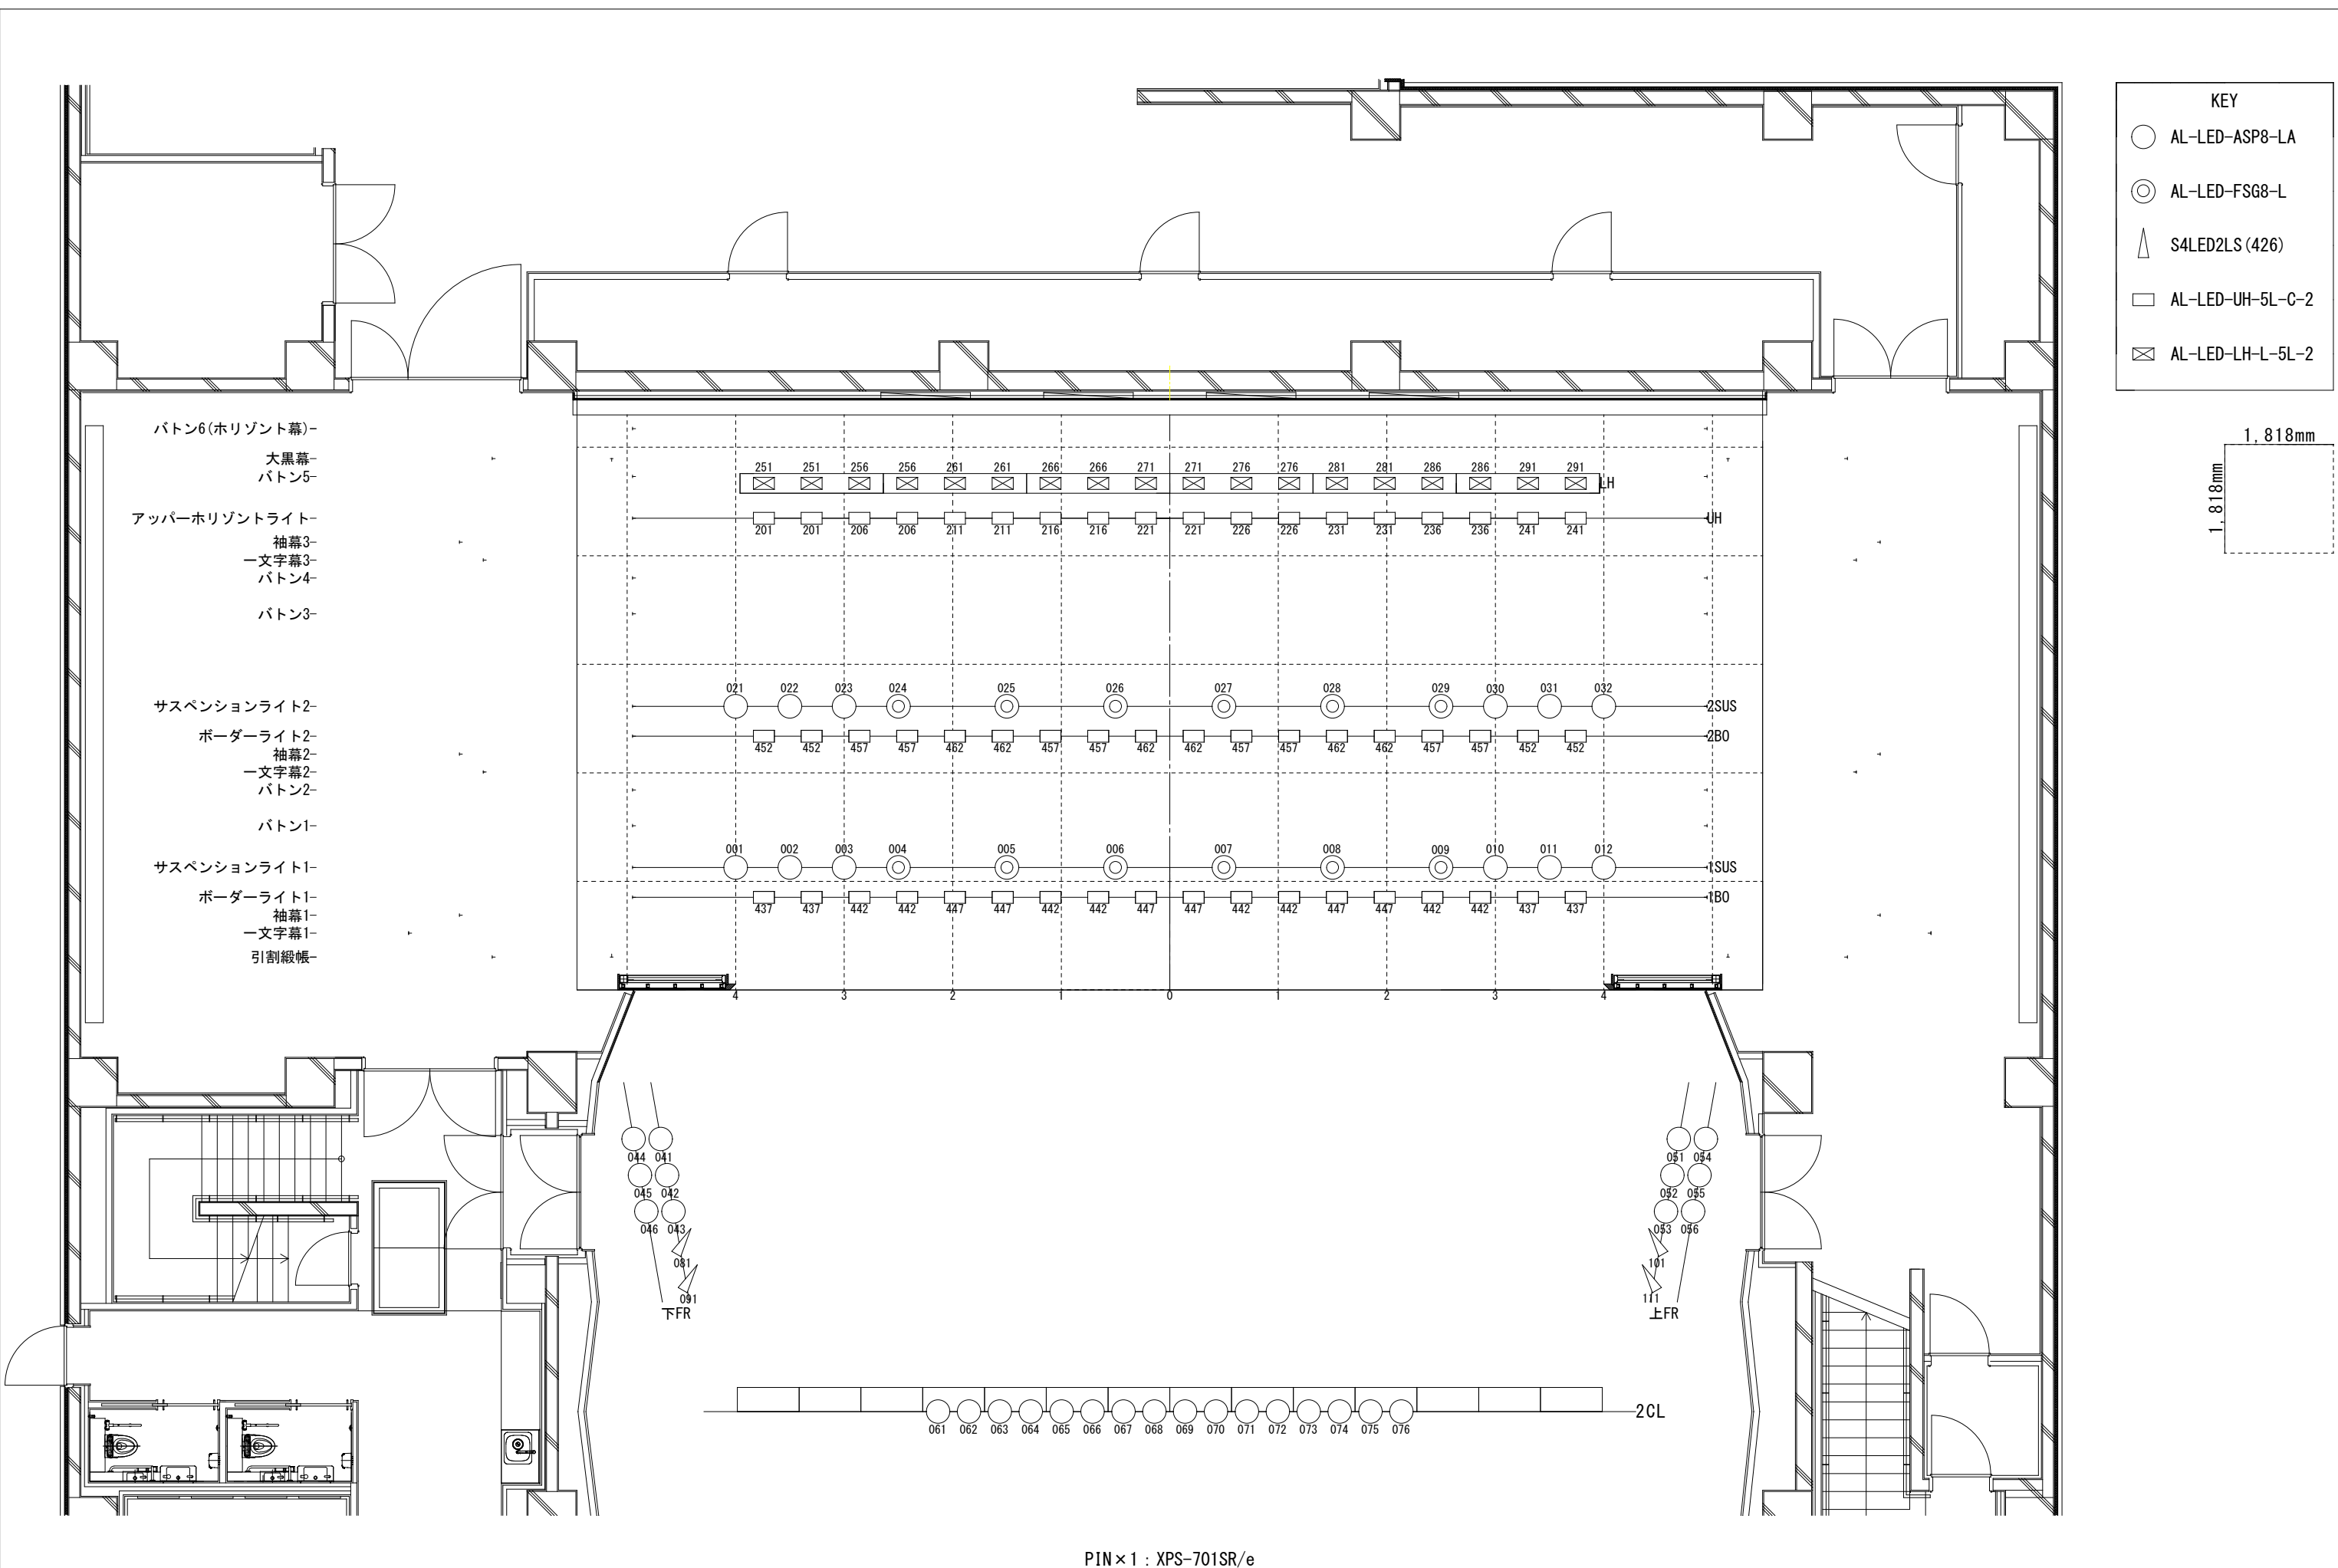 KEY
AL-LED-ASP8-LA
AL-LED-FSG8-L
S4LED2LS(426)
AL-LED-UH-5L-C-2
AL-LED-LH-L-5L-2
1,818mm
1,818mm
バトン6(ホリゾント幕)
大黒幕
バトン5
251 251 256 256 261 261 266 266 271 271 276 276 281 281 286 286 291 291
LH
アッパーホリゾントライト
UH
201 201 206 206 211 211 216 216 221 221 226 226 231 231 236 236 241 241
袖幕3
一文字幕3
バトン4
バトン3
021 022 023 024 025 026 027 028 029 030 031 032
サスペンションライト2
2SUS
ボーダーライト2
2BO
452 452 457 457 462 462 457 457 462 462 457 457 462 462 457 457 452 452
袖幕2
一文字幕2
バトン2
バトン1
001 002 003 004 005 006 007 008 009 010 011 012
サスペンションライト1
1SUS
ボーダーライト1
1BO
437 437 442 442 447 447 442 442 447 447 442 442 447 447 442 442 437 437
袖幕1
一文字幕1
引割緞帳
4 3 2 1 0 1 2 3 4
044 041 051 054
045 042 052 055
046 043 053 056
081 101
091 111
下FR 上FR
2CL
061 062 063 064 065 066 067 068 069 070 071 072 073 074 075 076
PIN×1：XPS-701SR/e